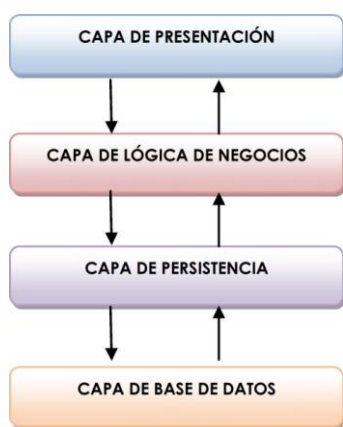 CAPA DE PRESENTACIÓN
CAPA DE LÓGICA DE NEGOCIOS
CAPA DE PERSISTENCIA
CAPA DE BASE DE DATOS